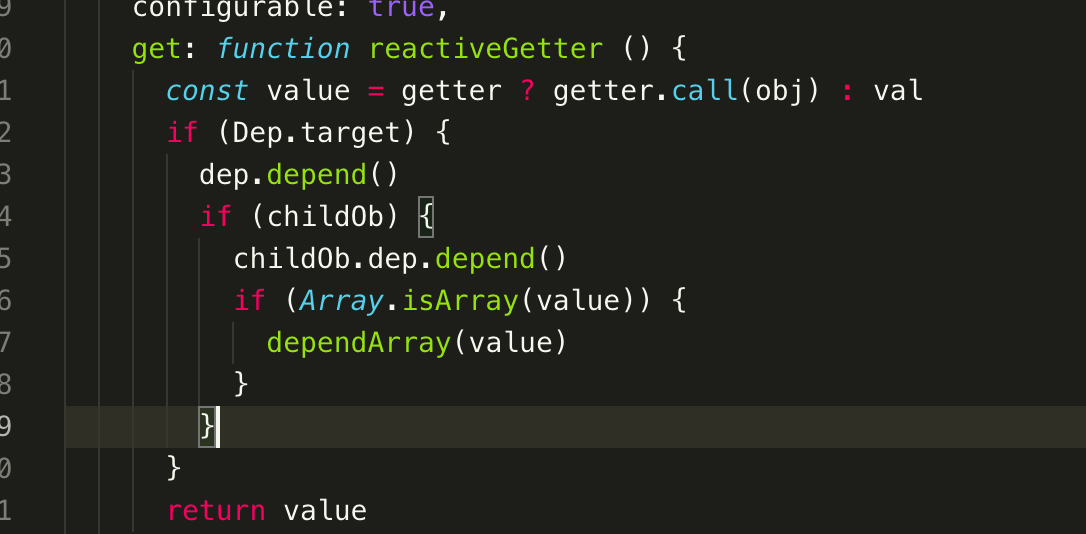 9 configurable: true,
0 get: function reactiveGetter () {
1 const value = getter ? getter.call(obj) : val
2 if (Dep.target) {
3 dep.depend()
4 if (childOb) {
5 childOb.dep.depend()
6 if (Array.isArray(value)) {
7 dependArray(value)
8 }
9 }
0 }
1 return value